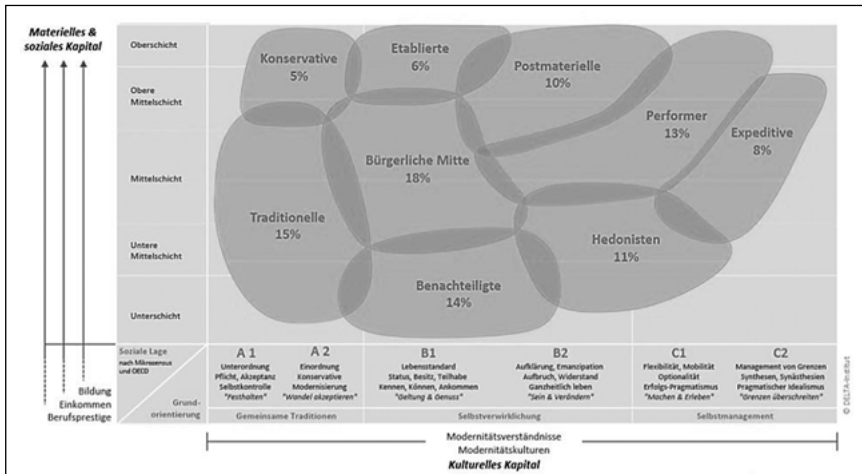 Materielles &
soziales Kapital
Oberschicht
Obere
Mittelschicht
Mittelschicht
Untere
Mittelschicht
Unterschicht
Konservative
5%
Etablierte
6%
Postmaterielle
10%
Performer
13%
Expeditive
8%
Bürgerliche Mitte
18%
Traditionelle
15%
Hedonisten
11%
Benachteiligte
14%
Soziale Lage
nach Mikrozensus
und OECD
Bildung
Einkommen
Berufsprestige
Grund-
orientierung
A 1
Unterordnung
Pflicht, Akzeptanz
Selbstkontrolle
"Festhalten"
A 2
Einordnung
Konservative
Modernisierung
"Wandel akzeptieren"
B1
Lebensstandard
Status, Besitz, Teilhabe
Kennen, Können, Ankommen
"Geltung & Genuss"
B2
Aufklärung, Emanzipation
Aufbruch, Widerstand
Ganzheitlich leben
"Sein & Verändern"
C1
Flexibilität, Mobilität
Optionalität
Erfolgs-Pragmatismus
"Machen & Erleben"
C2
Management von Grenzen
Synthesen, Synästhesien
Pragmatischer Idealismus
"Grenzen überschreiten"
Gemeinsame Traditionen
Selbstverwirklichung
Selbstmanagement
Modernitätsverständnisse
Modernitätskulturen
Kulturelles Kapital
© DELTA-Institut